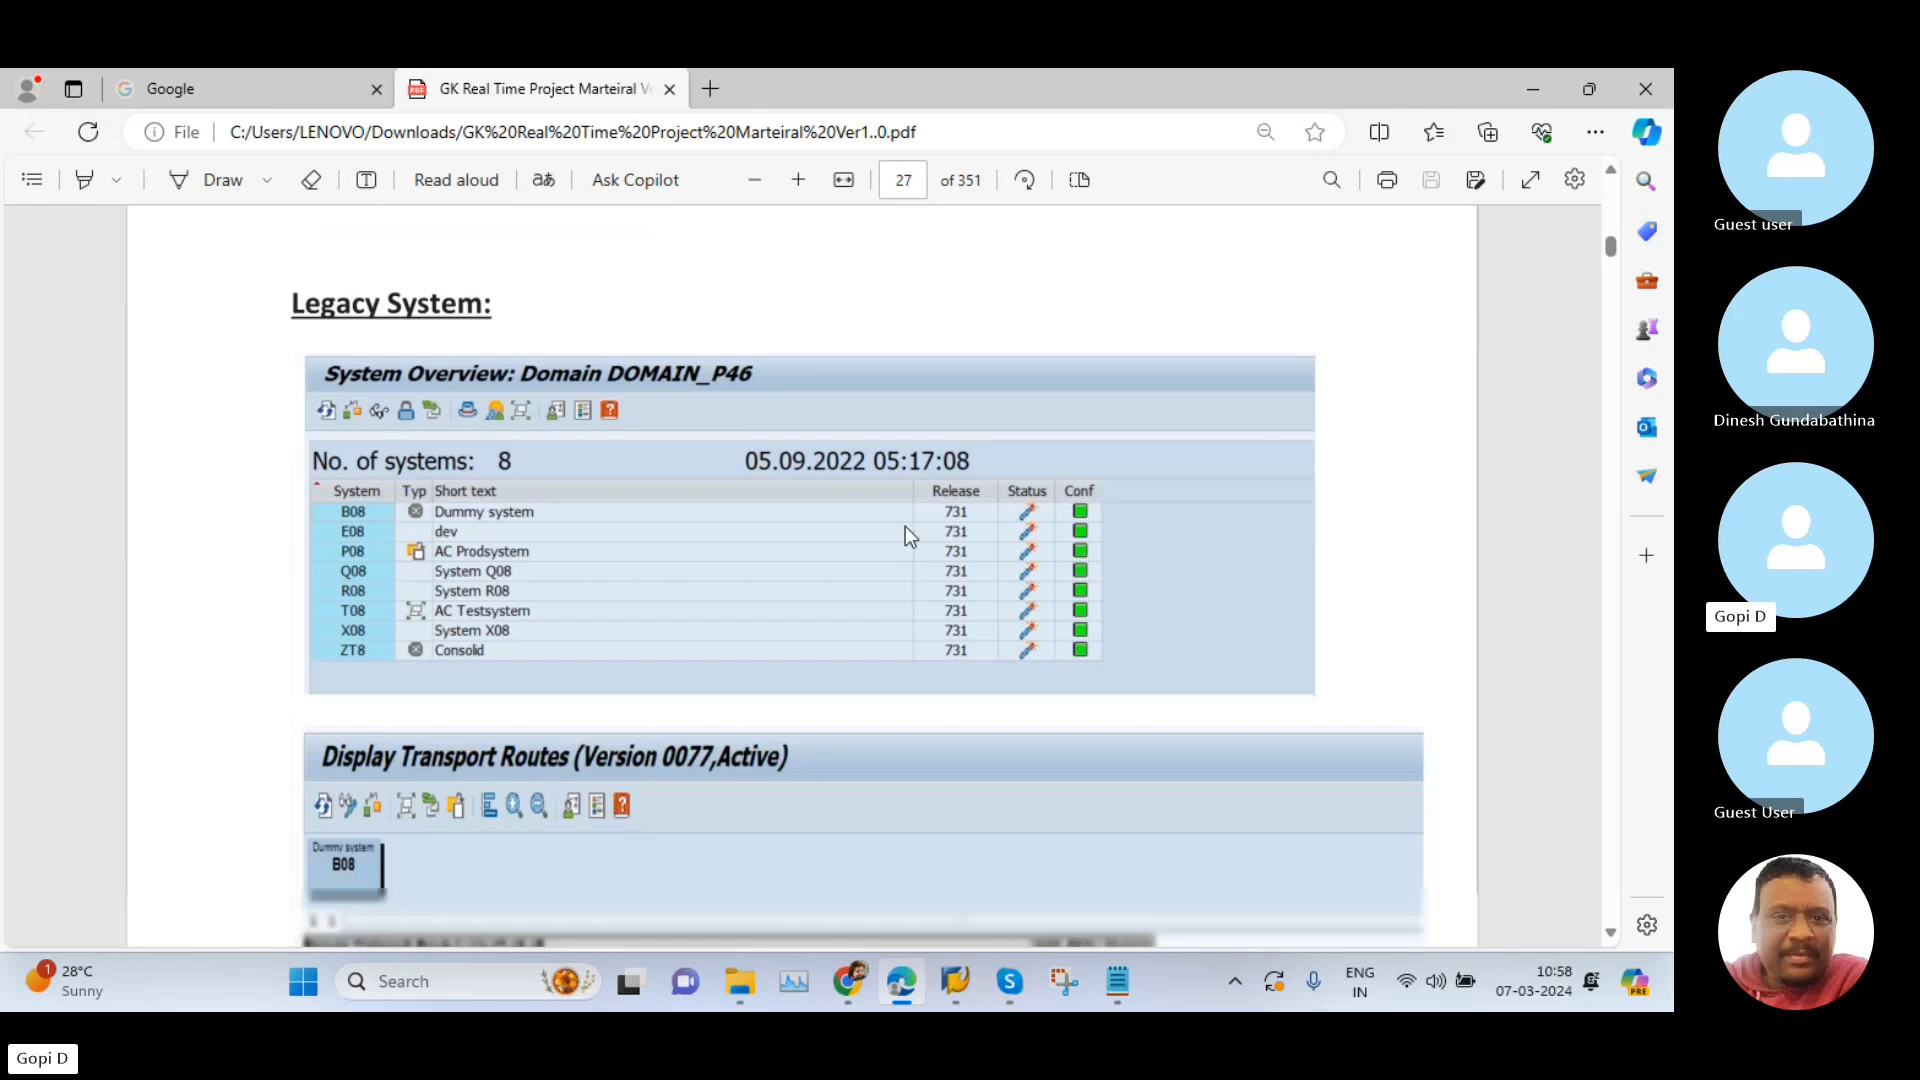 Google
GK Real Time Project Marteiral V
File
C:/Users/LENOVO/Downloads/GK%20Real%20Time%20Project%20Marteiral%20Ver1..0.pdf
Draw
Read aloud
aあ
Ask Copilot
27
of 351
Legacy System:
System Overview: Domain DOMAIN_P46
No. of systems: 8
05.09.2022 05:17:08
System Typ Short text Release Status Conf
B08 Dummy system 731
E08 dev 731
P08 AC Prodsystem 731
Q08 System Q08 731
R08 System R08 731
T08 AC Testsystem 731
X08 System X08 731
ZT8 Consolid 731
Display Transport Routes (Version 0077,Active)
Dummy system
B08
1
28°C
Sunny
Search
ENG
IN
10:58
07-03-2024
PRE
Guest user
Dinesh Gundabathina
Gopi D
Guest User
Gopi D